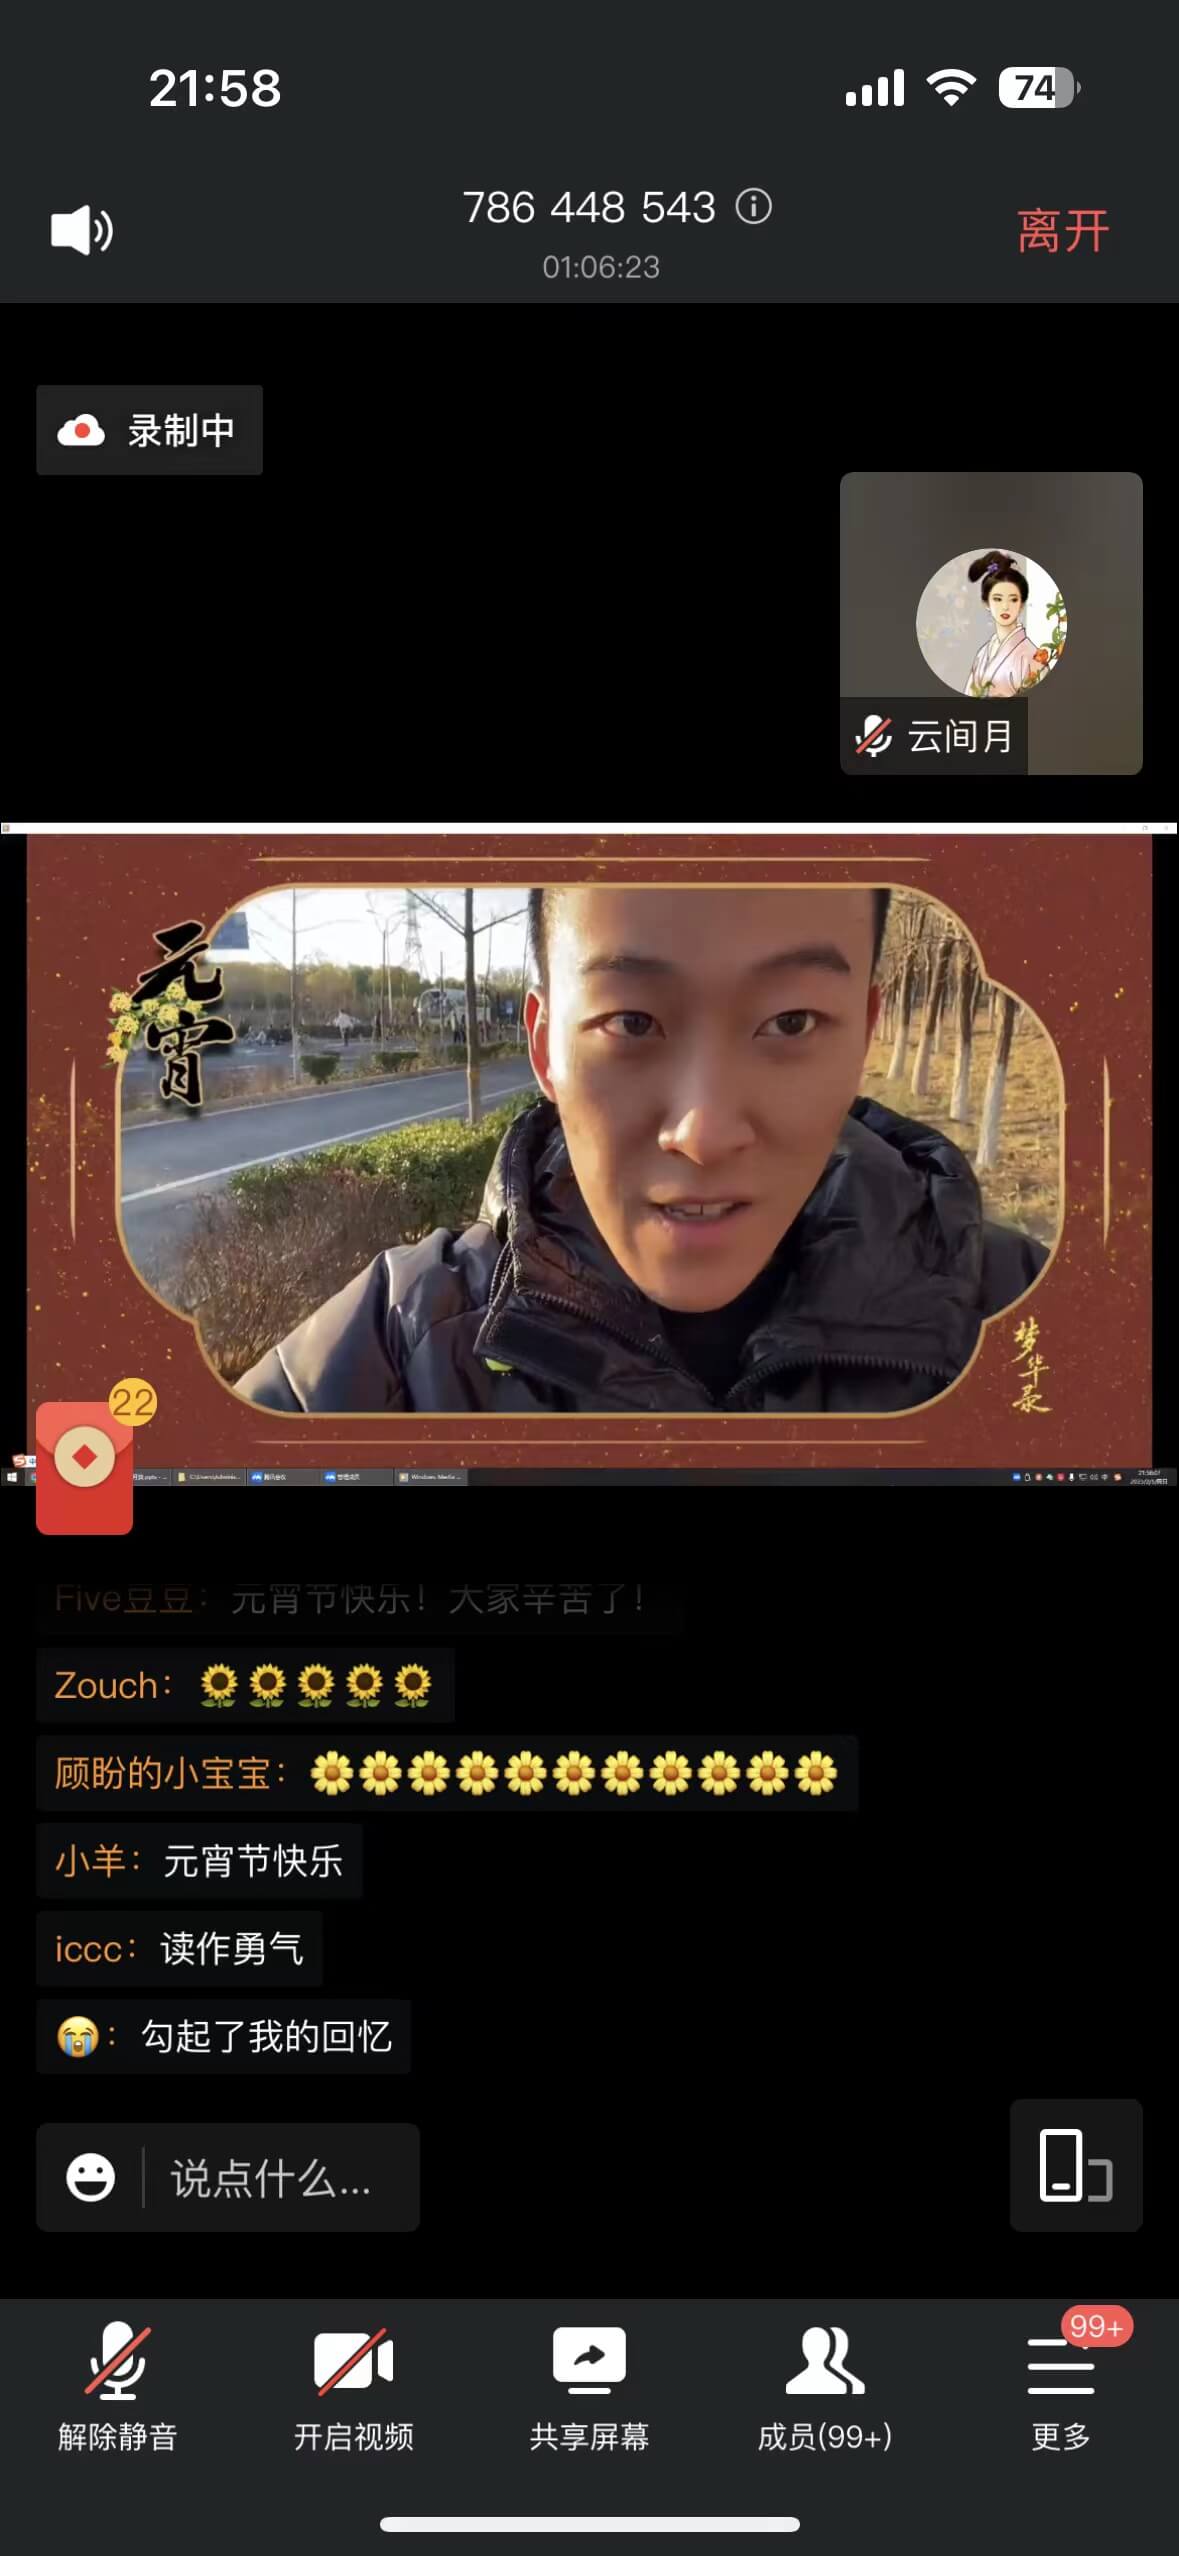 21:58
74
786 448 543
01:06:23
离开
录制中
云间月
元宵
梦华录
22
Five豆豆：元宵节快乐！大家辛苦了！
Zouch：🌻🌻🌻🌻🌻
顾盼的小宝宝：🌼🌼🌼🌼🌼🌼🌼🌼🌼🌼🌼
小羊：元宵节快乐
iccc：读作勇气
😭：勾起了我的回忆
说点什么...
99+
解除静音
开启视频
共享屏幕
成员(99+)
更多